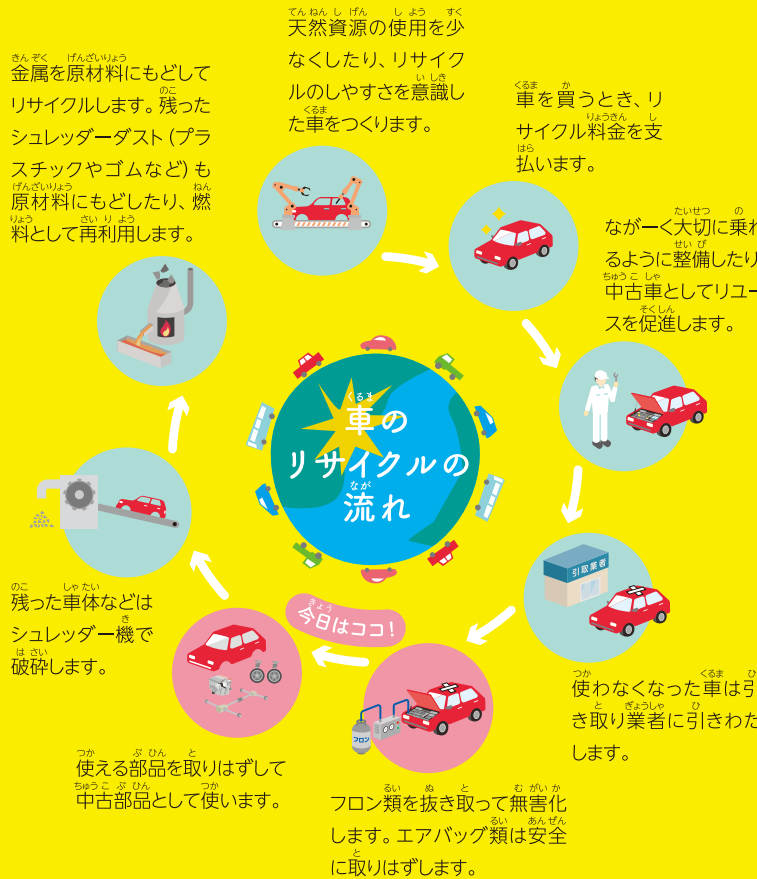 天然資源の使用を少
なくしたり、リサイク
ルのしやすさを意識し
た車をつくります。
車を買うとき、リ
サイクル料金を支
払います。
ながーく大切に乗れ
るように整備したり
中古車としてリユー
スを促進します。
引取業者
使わなくなった車は引
き取り業者に引きわた
します。
フロン
フロン類を抜き取って無害化
します。エアバッグ類は安全
に取りはずします。
今日はココ!
使える部品を取りはずして
中古部品として使います。
残った車体などは
シュレッダー機で
破砕します。
金属を原材料にもどして
リサイクルします。残った
シュレッダーダスト(プラ
スチックやゴムなど)も
原材料にもどしたり、燃
料として再利用します。
車の
リサイクルの
流れ